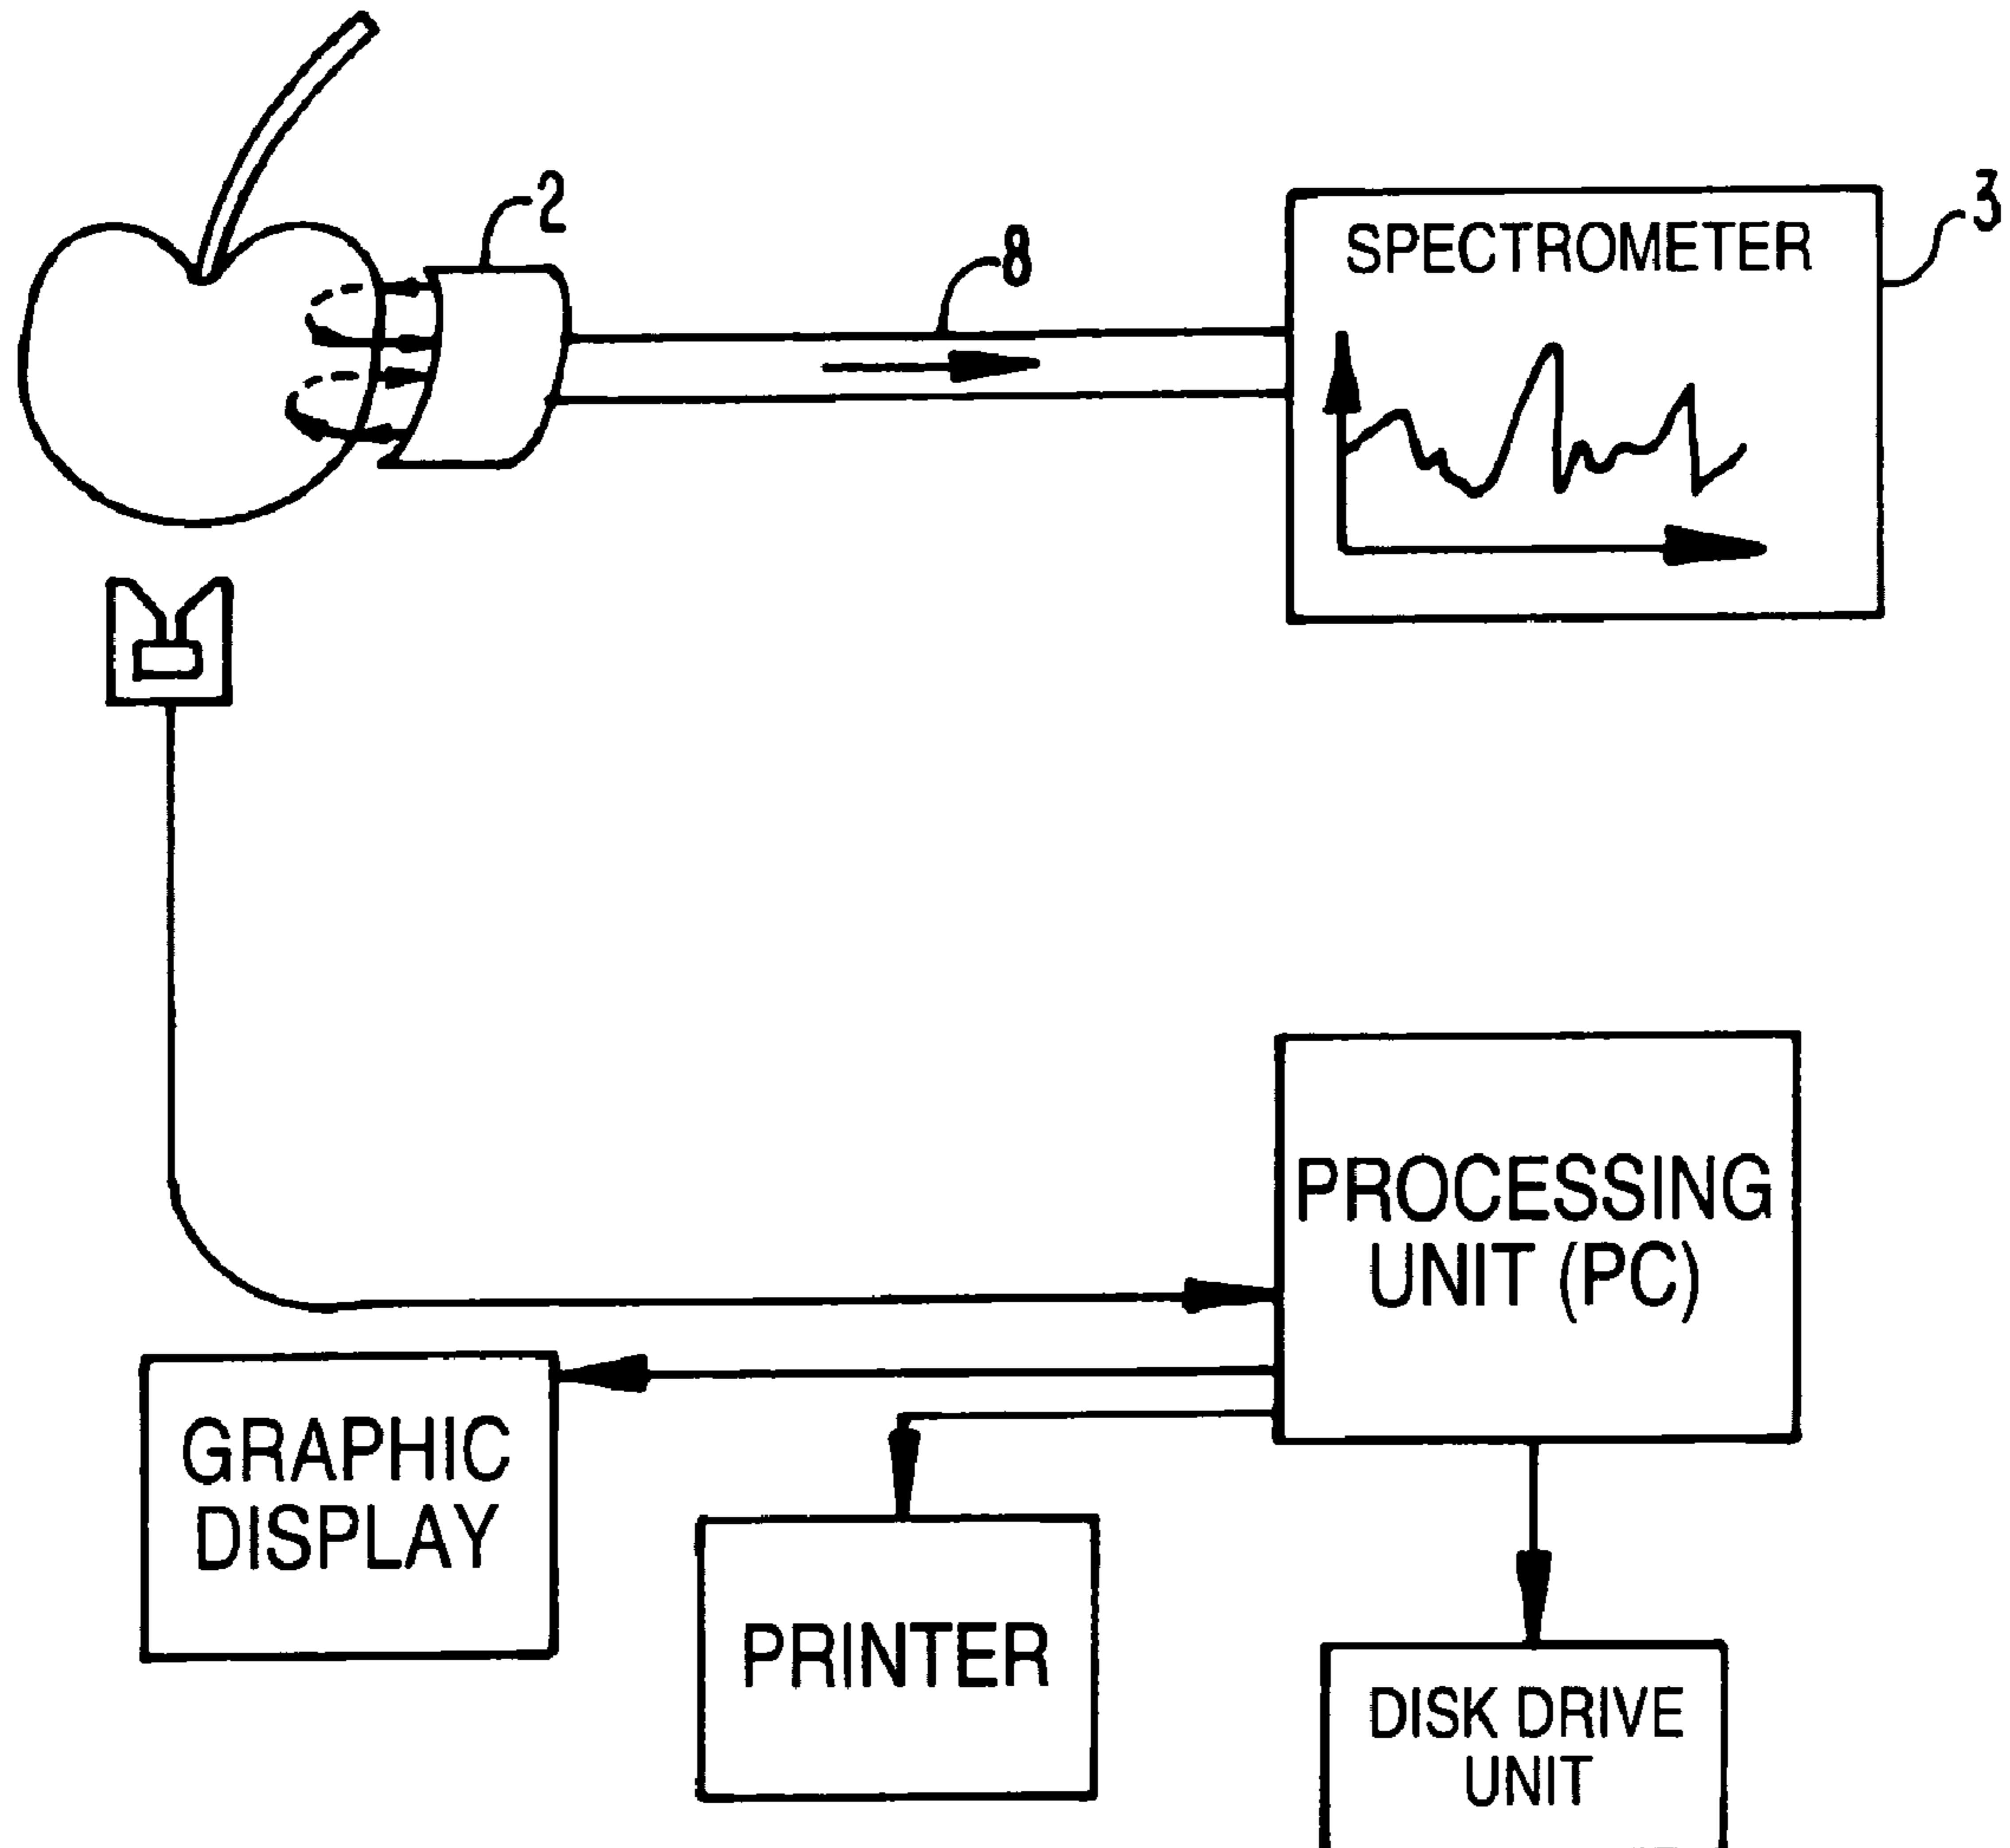 2
8
3
SPECTROMETER
PROCESSING
UNIT (PC)
GRAPHIC
DISPLAY
PRINTER
DISK DRIVE
UNIT